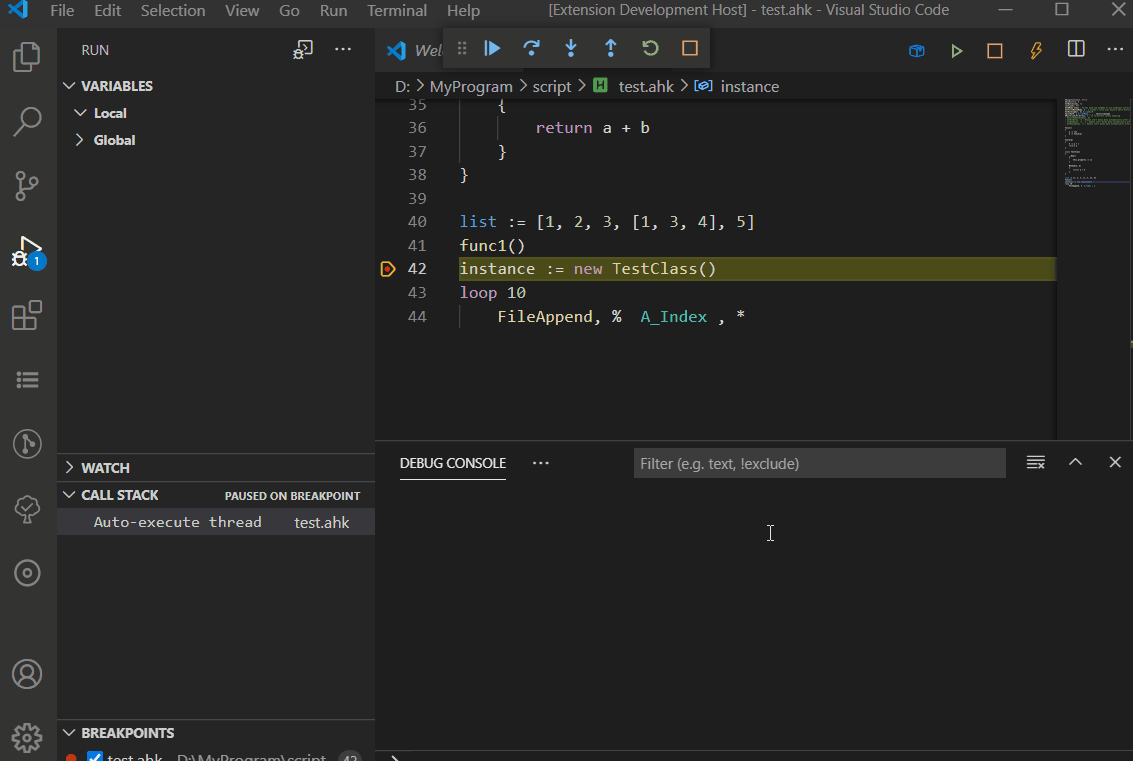 File Edit Selection View Go Run Terminal Help [Extension Development Host] - test.ahk - Visual Studio Code
RUN
VARIABLES
Local
Global
WATCH
CALL STACK PAUSED ON BREAKPOINT
Auto-execute thread test.ahk
BREAKPOINTS
test.ahk D:\MyProgram\script 42
1
Wel
D: > MyProgram > script > H test.ahk > instance
35 {
36 return a + b
37 }
38 }
39
40 list := [1, 2, 3, [1, 3, 4], 5]
41 func1()
42 instance := new TestClass()
43 loop 10
44 FileAppend, % A_Index , *
DEBUG CONSOLE
Filter (e.g. text, !exclude)